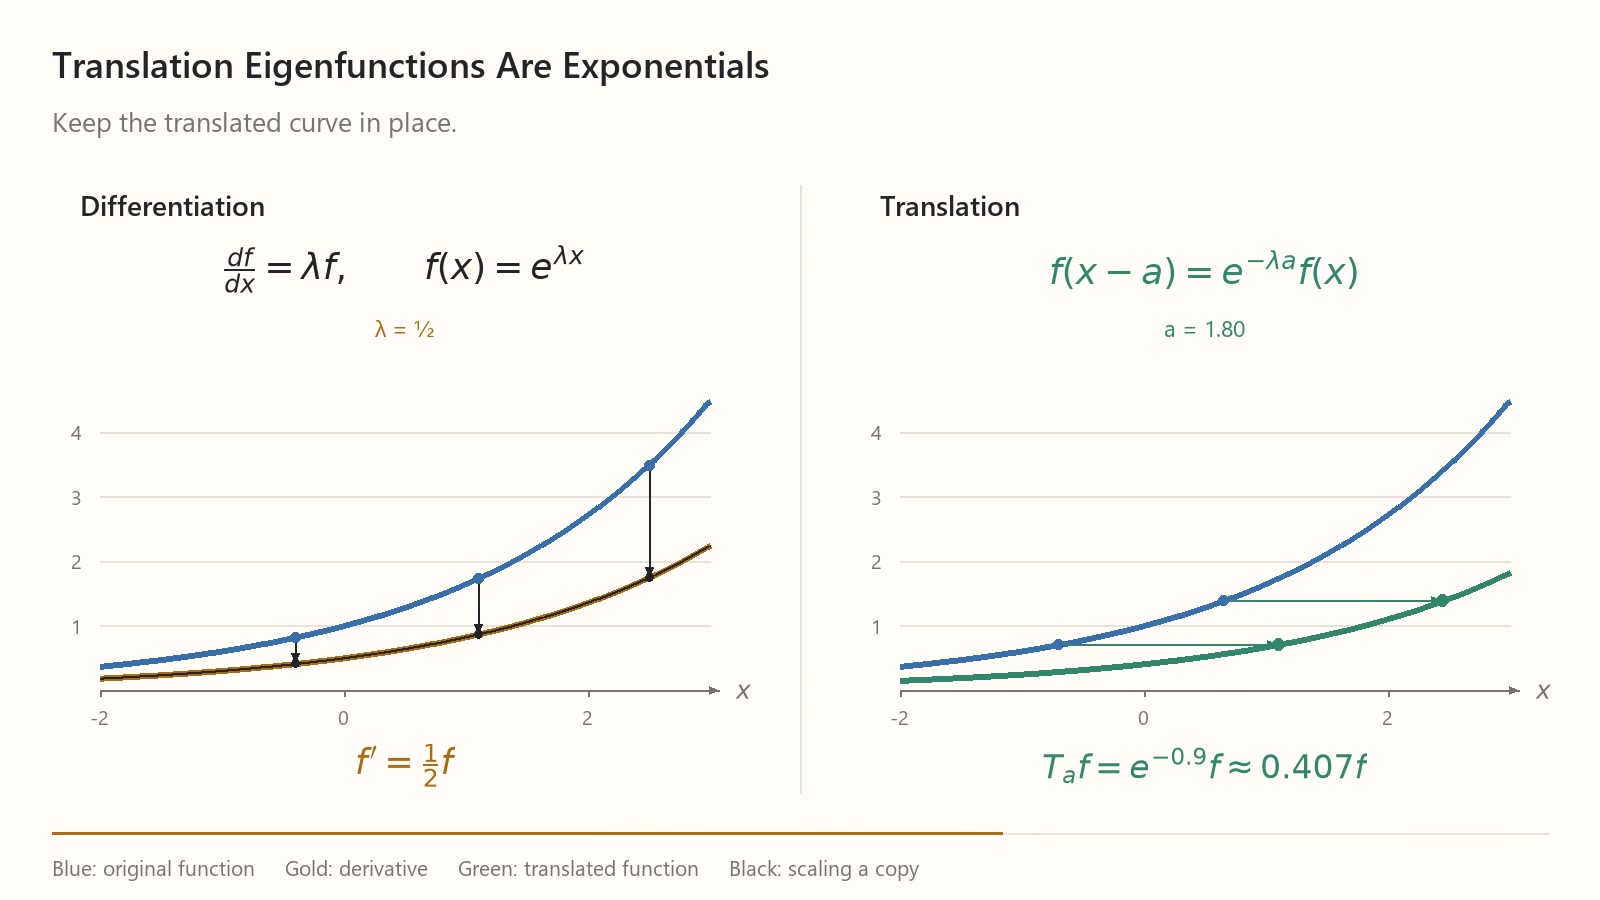 Translation Eigenfunctions Are Exponentials
Keep the translated curve in place.
Differentiation
df/dx = λf,    f(x) = e^{λx}
λ = ½
4
3
2
1
-2 0 2 x
f′ = 1/2 f
Translation
f(x − a) = e^{−λa}f(x)
a = 1.80
4
3
2
1
-2 0 2 x
T_a f = e^{−0.9}f ≈ 0.407f
Blue: original function Gold: derivative Green: translated function Black: scaling a copy